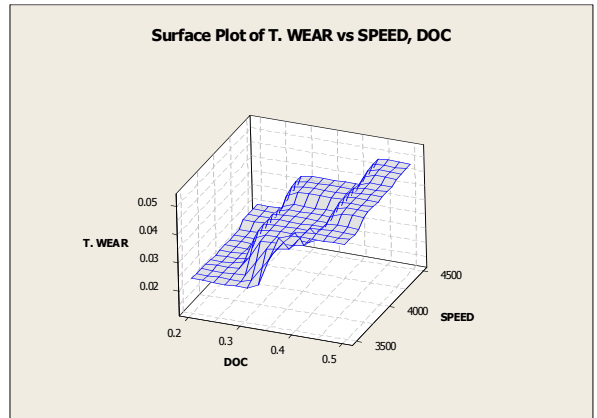 Surface Plot of T. WEAR vs SPEED, DOC
0.05
0.04
T. WEAR
0.03
0.02
4500
4000
SPEED
3500
0.2
0.3
0.4
0.5
DOC